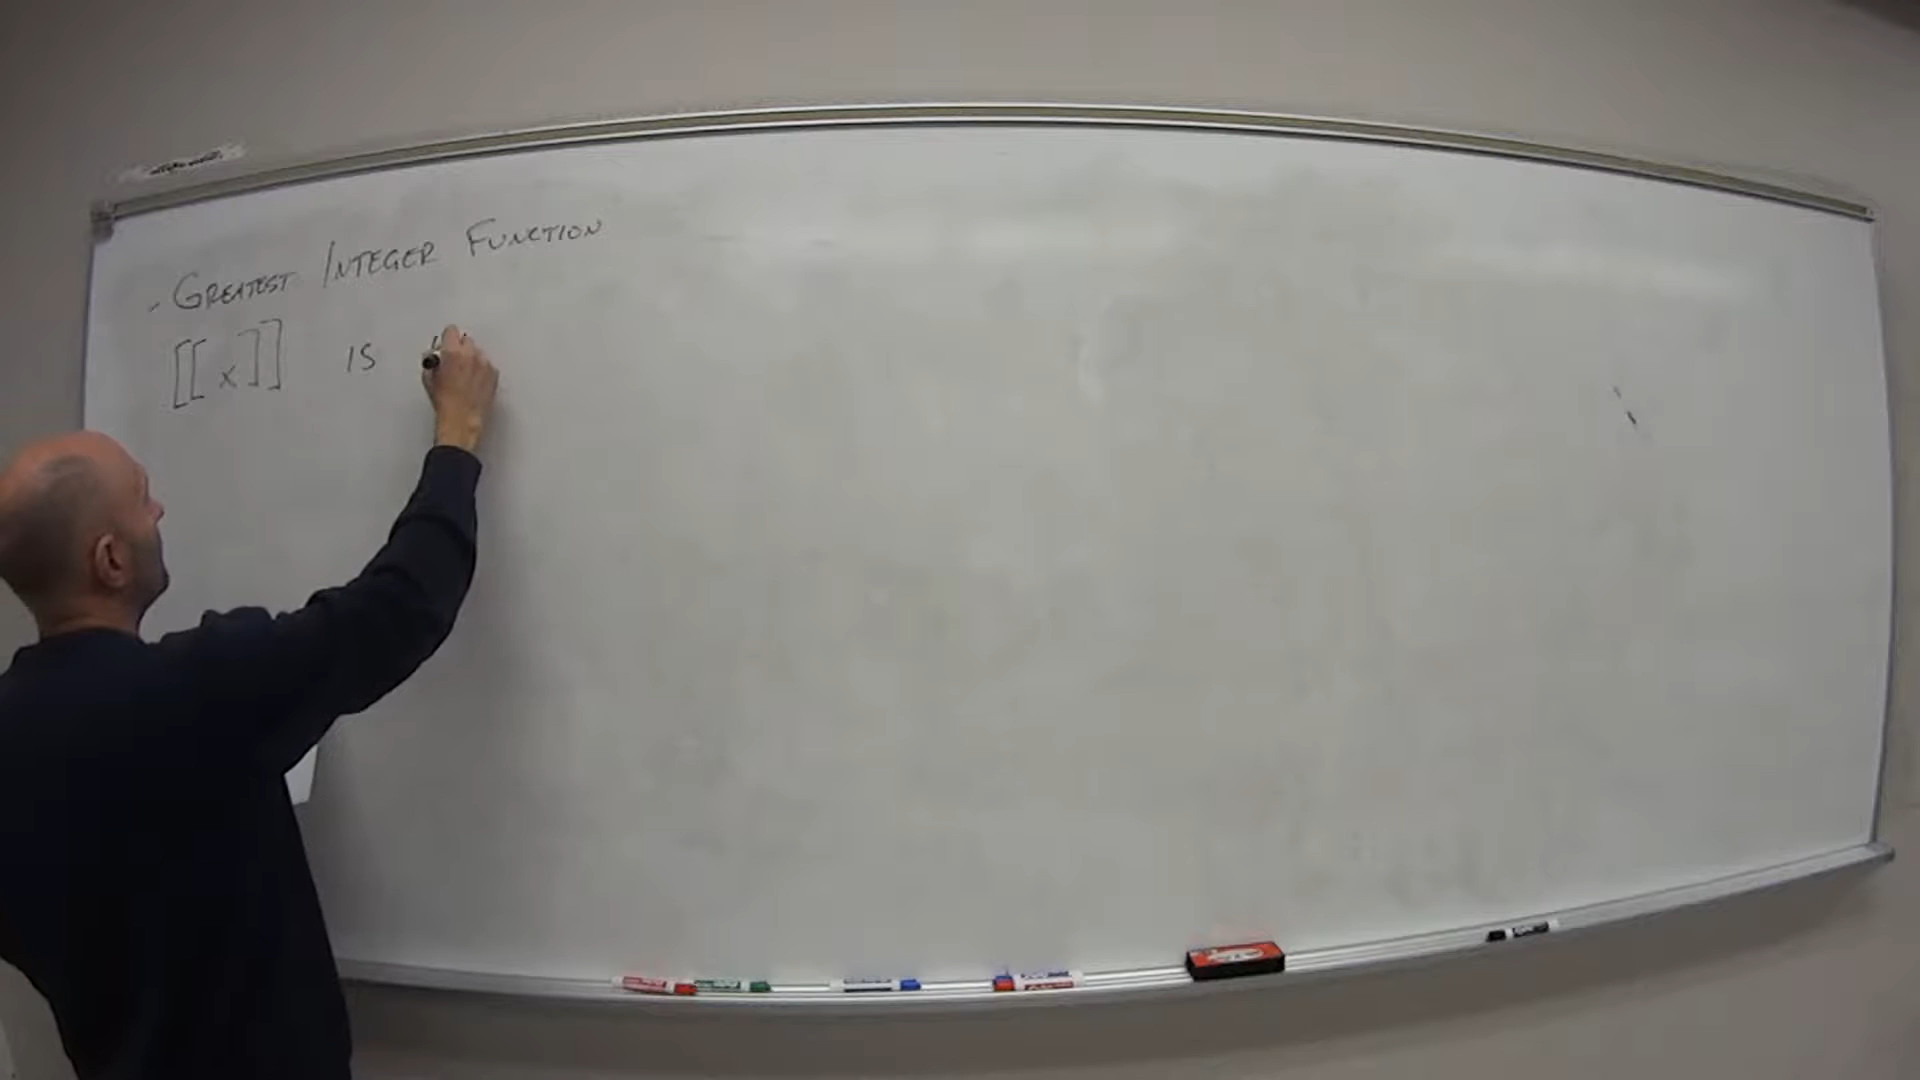 - GREATEST INTEGER FUNCTION
[[x]] IS